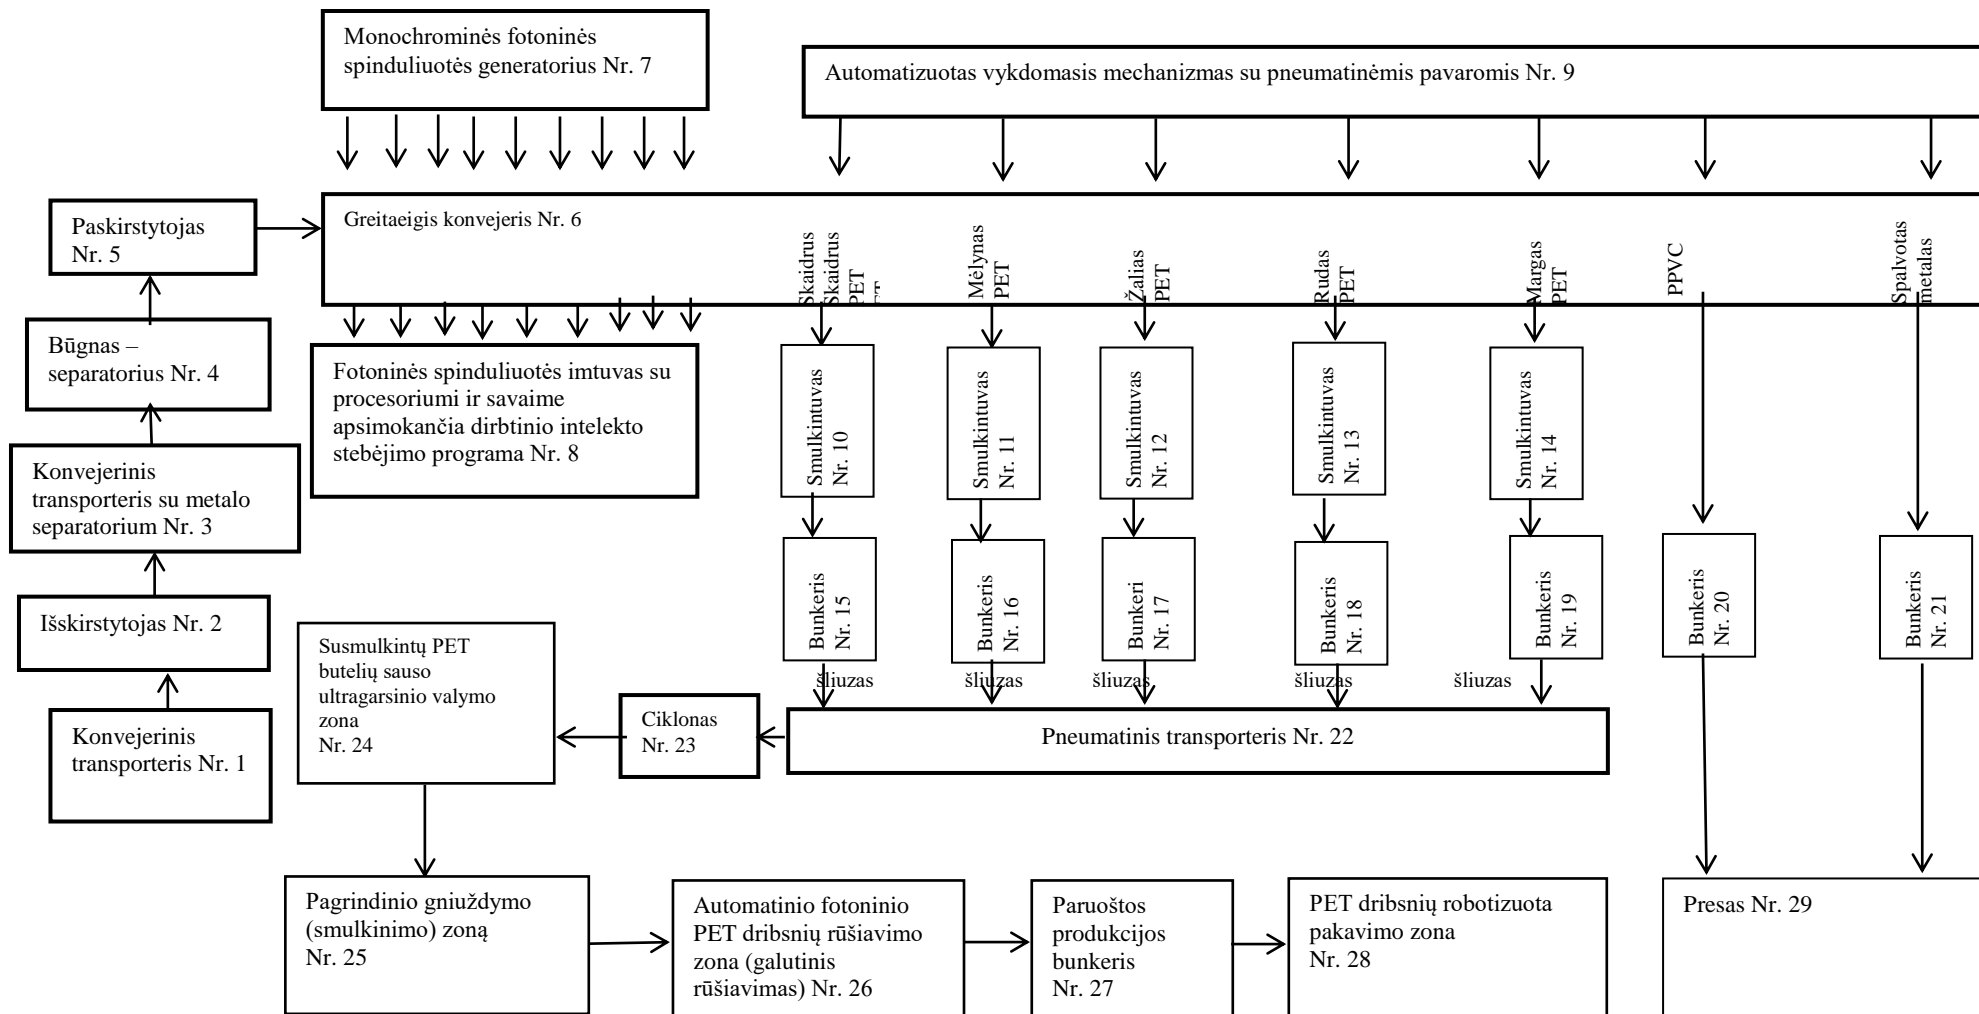 Monochrominės fotoninės
spinduliuotės generatorius Nr. 7
Automatizuotas vykdomasis mechanizmas su pneumatinėmis pavaromis Nr. 9
Paskirstytojas
Nr. 5
Greitaeigis konvejeris Nr. 6
Skaidrus
Skaidrus
PET
Mėlynas
PET
Žalias
PET
Rudas
PET
Margas
PET
PPVC
Spalvotas
metalas
Būgnas –
separatorius Nr. 4
Fotoninės spinduliuotės imtuvas su
procesoriumi ir savaime
apsimokančia dirbtinio intelekto
stebėjimo programa Nr. 8
Smulkintuvas
Nr. 10
Smulkintuvas
Nr. 11
Smulkintuvas
Nr. 12
Smulkintuvas
Nr. 13
Smulkintuvas
Nr. 14
Konvejerinis
transporteris su metalo
separatorium Nr. 3
Išskirstytojas Nr. 2
Konvejerinis
transporteris Nr. 1
Bunkeris
Nr. 15
Bunkeris
Nr. 16
Bunkeri
Nr. 17
Bunkeris
Nr. 18
Bunkeris
Nr. 19
Bunkeris
Nr. 20
Bunkeris
Nr. 21
šliuzas
šliuzas
šliuzas
šliuzas
šliuzas
Susmulkintų PET
butelių sauso
ultragarsinio valymo
zona
Nr. 24
Ciklonas
Nr. 23
Pneumatinis transporteris Nr. 22
Pagrindinio gniuždymo
(smulkinimo) zoną
Nr. 25
Automatinio fotoninio
PET dribsnių rūšiavimo
zona (galutinis
rūšiavimas) Nr. 26
Paruoštos
produkcijos
bunkeris
Nr. 27
PET dribsnių robotizuota
pakavimo zona
Nr. 28
Presas Nr. 29